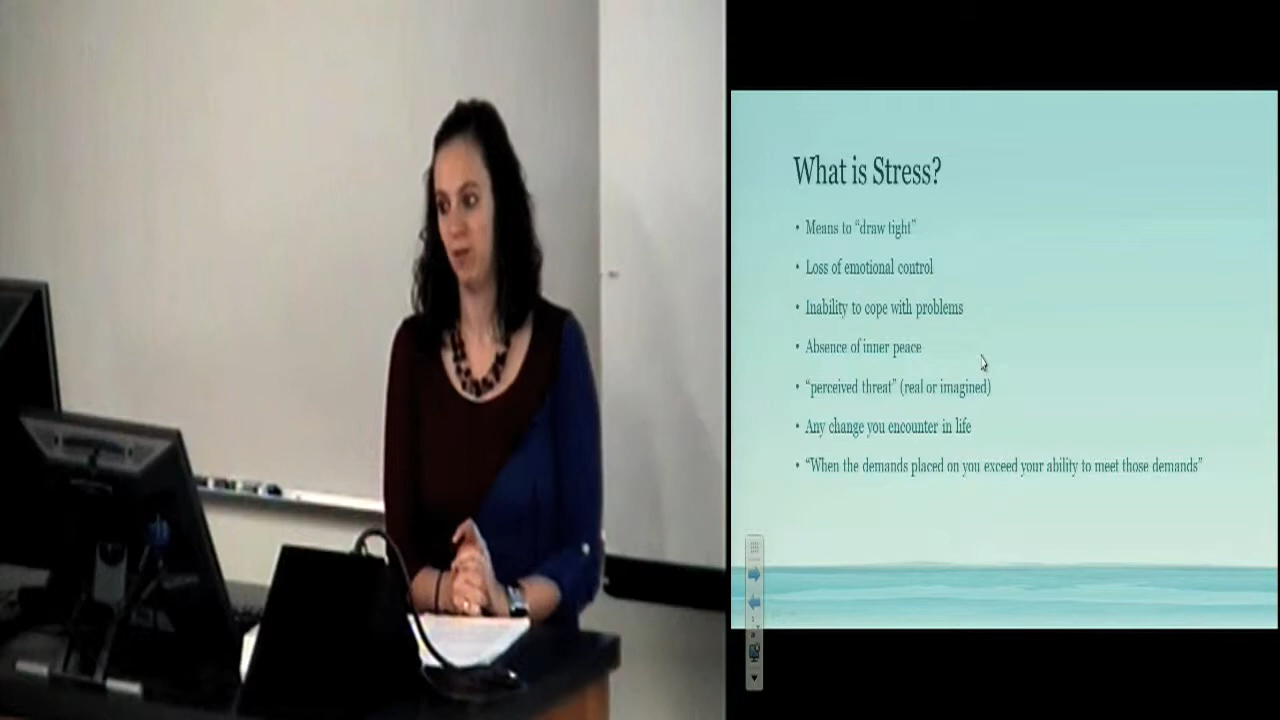 What is Stress?
• Means to “draw tight”
• Loss of emotional control
• Inability to cope with problems
• Absence of inner peace
• “perceived threat” (real or imagined)
• Any change you encounter in life
• “When the demands placed on you exceed your ability to meet those demands”